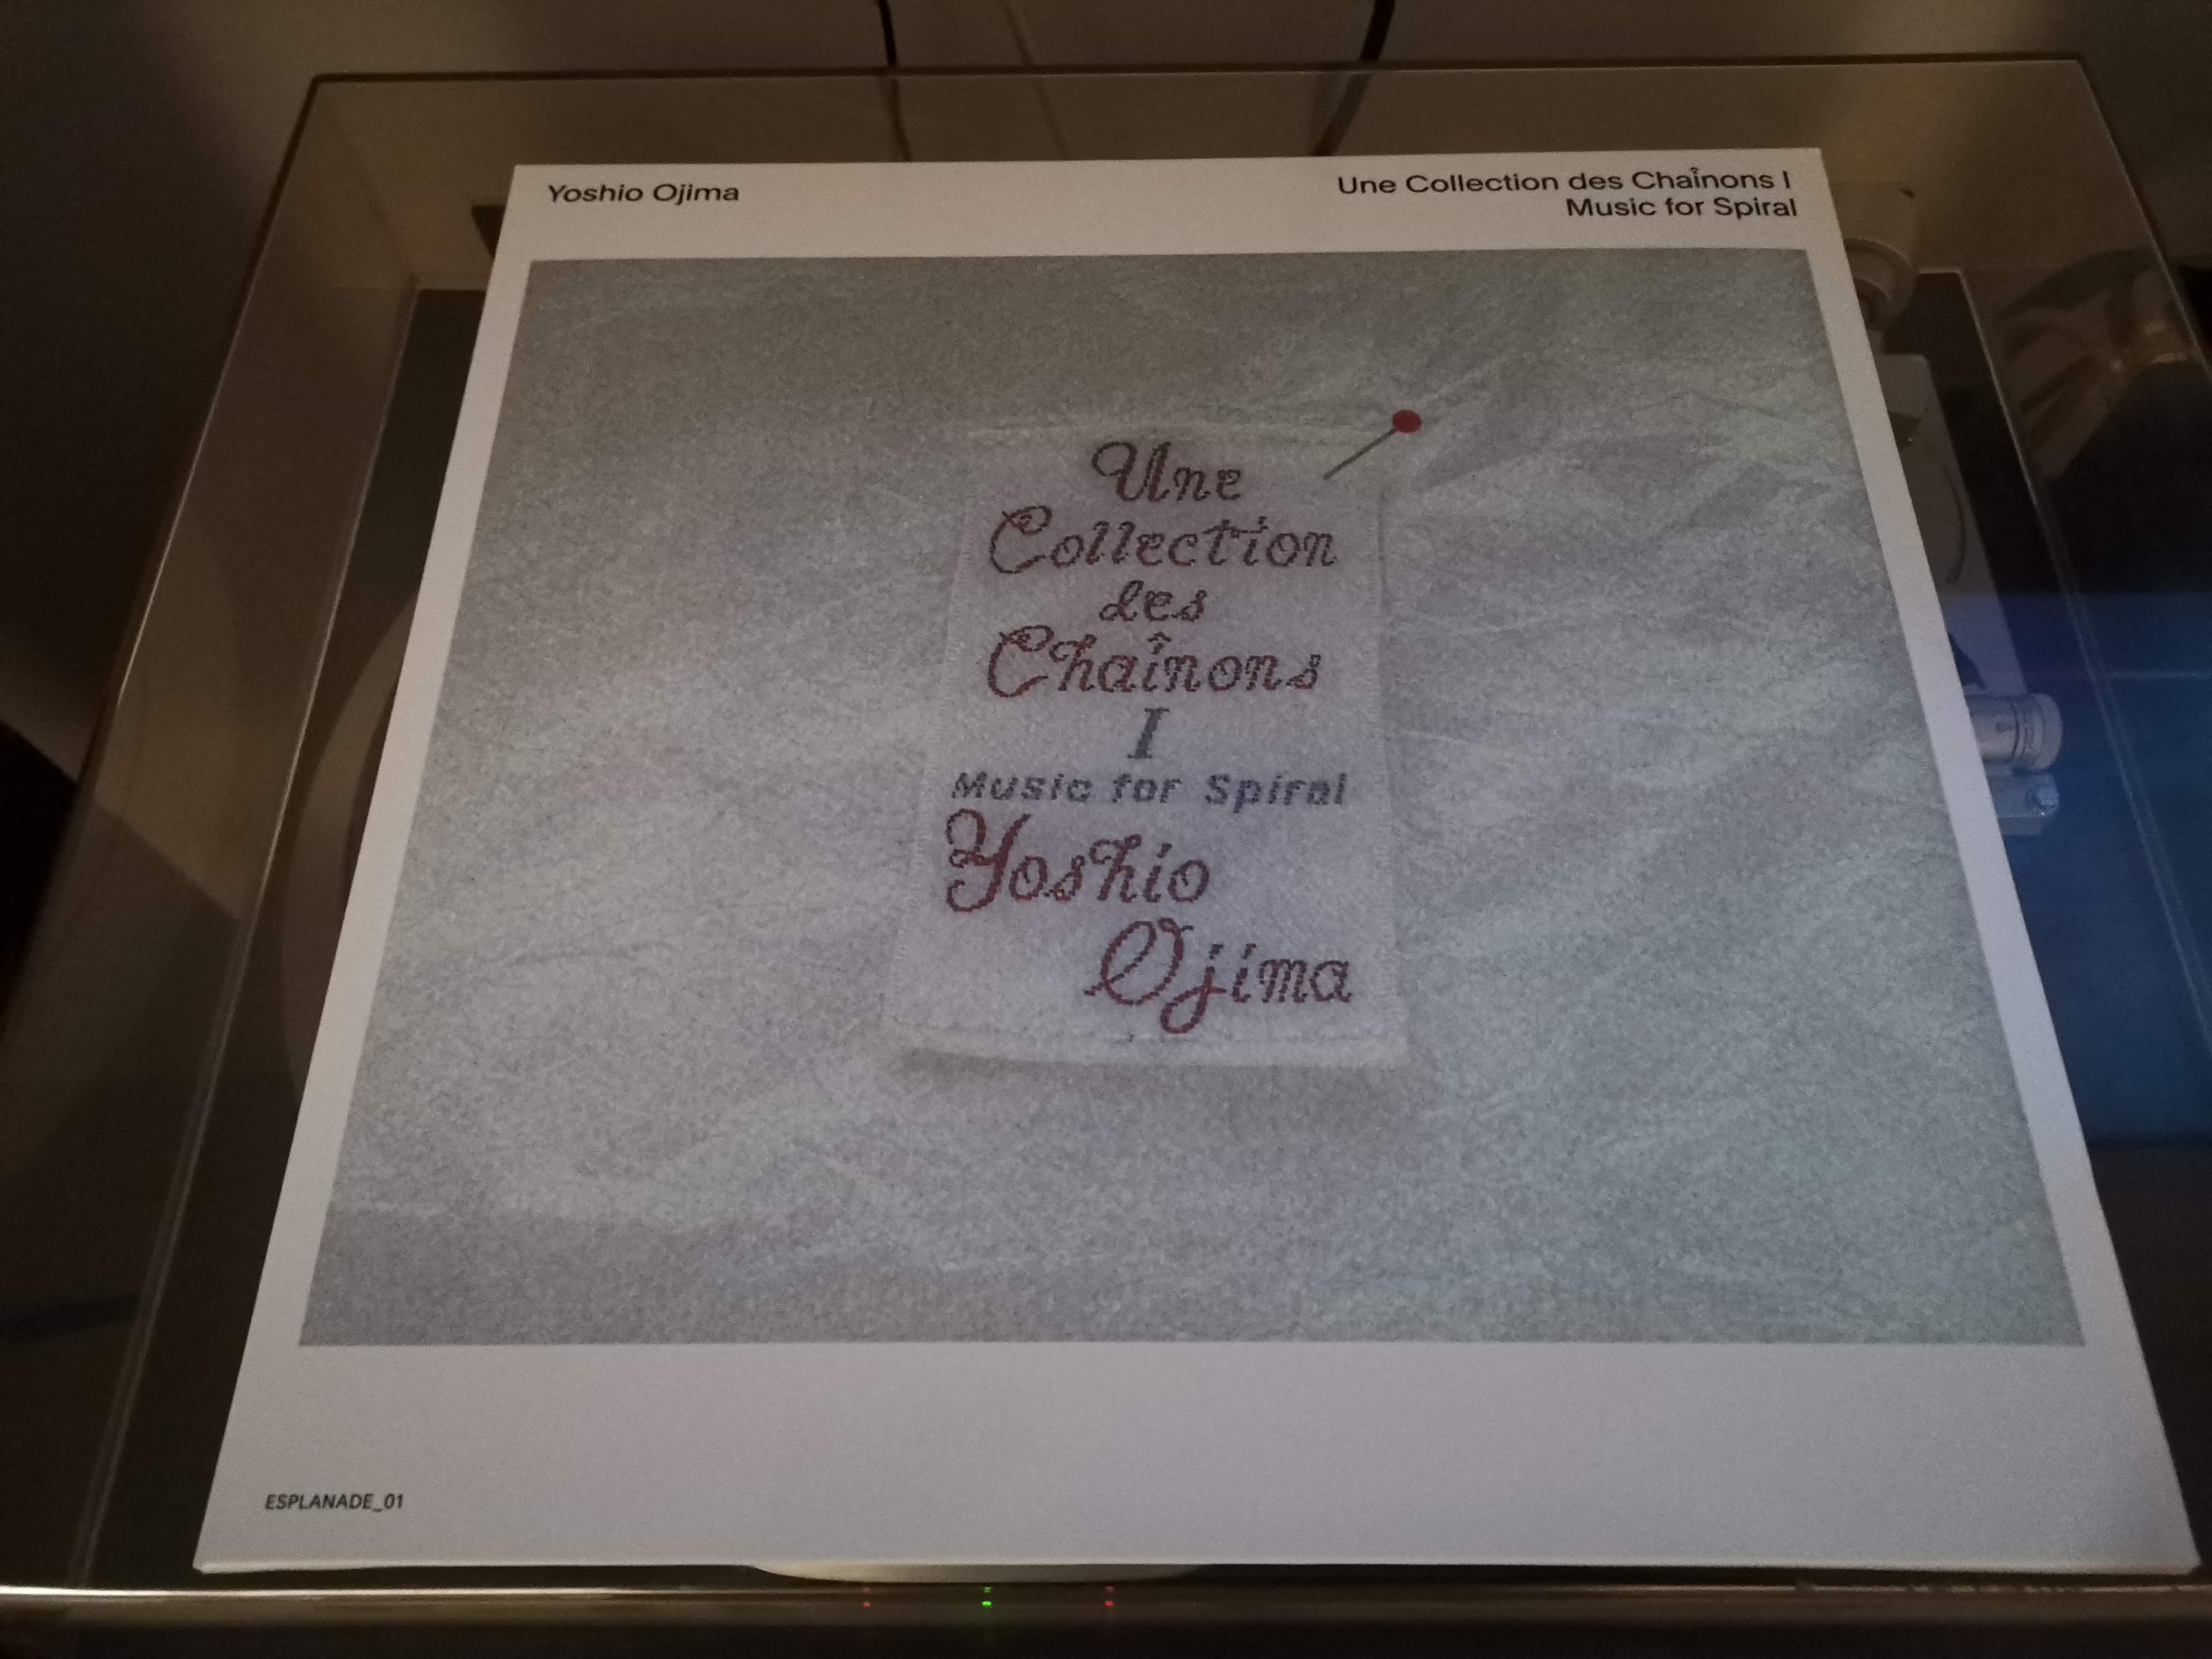 Yoshio Ojima
Une Collection des Chaînons I
Music for Spiral
Une
Collection
des
Chaînons
I
Music for Spiral
Yoshio
Ojima
ESPLANADE_01